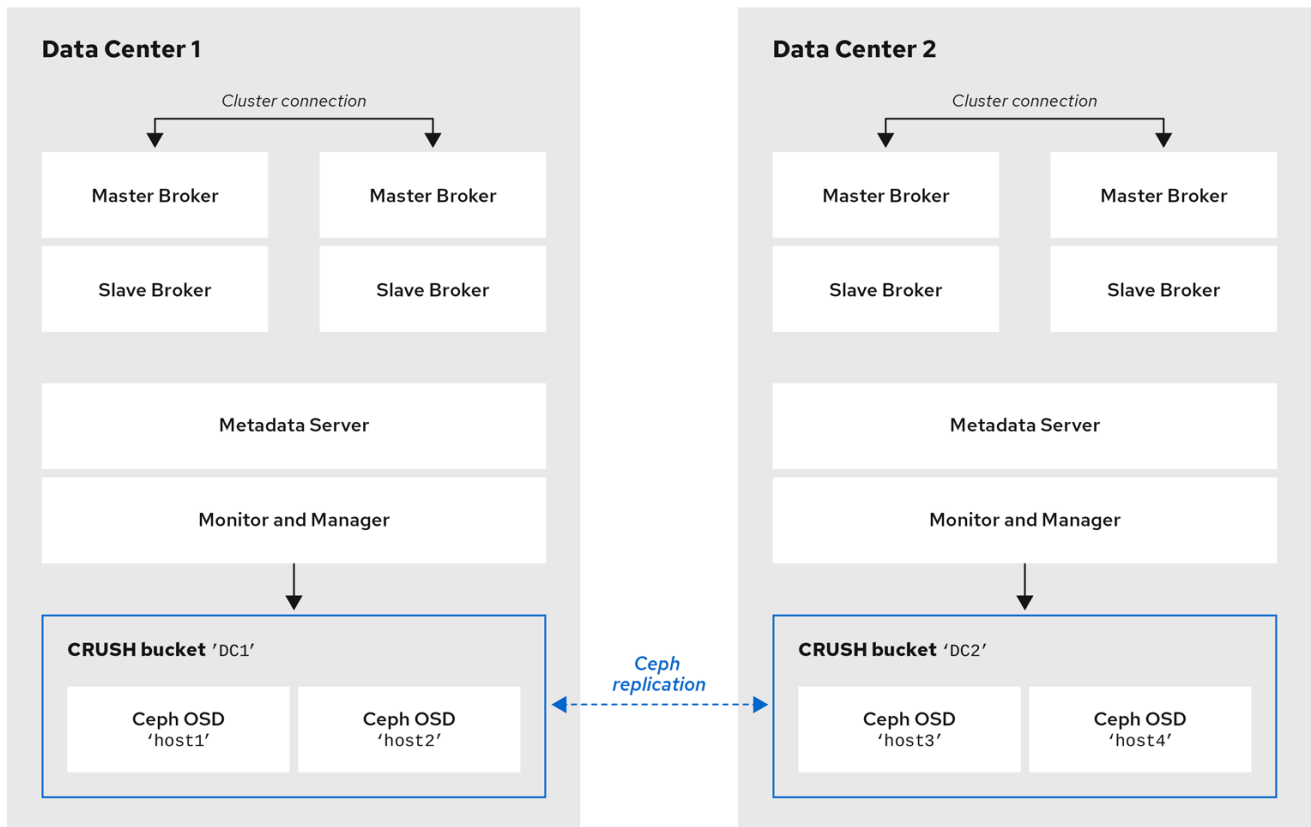 Data Center 1
Cluster connection
Master Broker
Master Broker
Slave Broker
Slave Broker
Metadata Server
Monitor and Manager
CRUSH bucket ’DC1’
Ceph OSD
‘host1’
Ceph OSD
‘host2’
Ceph
replication
Data Center 2
Cluster connection
Master Broker
Master Broker
Slave Broker
Slave Broker
Metadata Server
Monitor and Manager
CRUSH bucket ‘DC2’
Ceph OSD
‘host3’
Ceph OSD
‘host4’